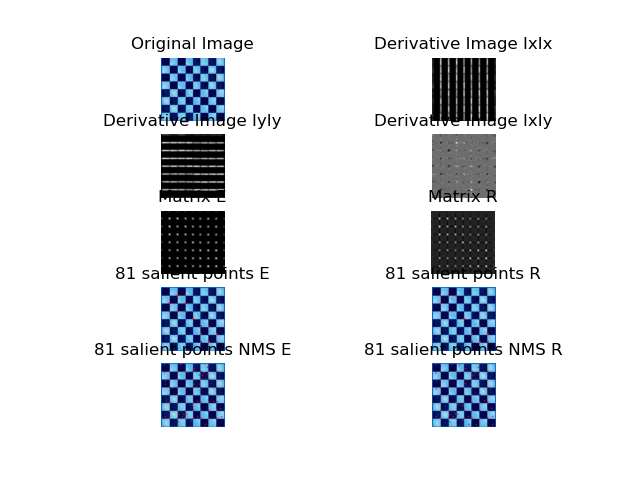 Original Image
Derivative Image IxIx
Derivative Image IyIy
Derivative Image IxIy
Matrix E
Matrix R
81 salient points E
81 salient points R
81 salient points NMS E
81 salient points NMS R